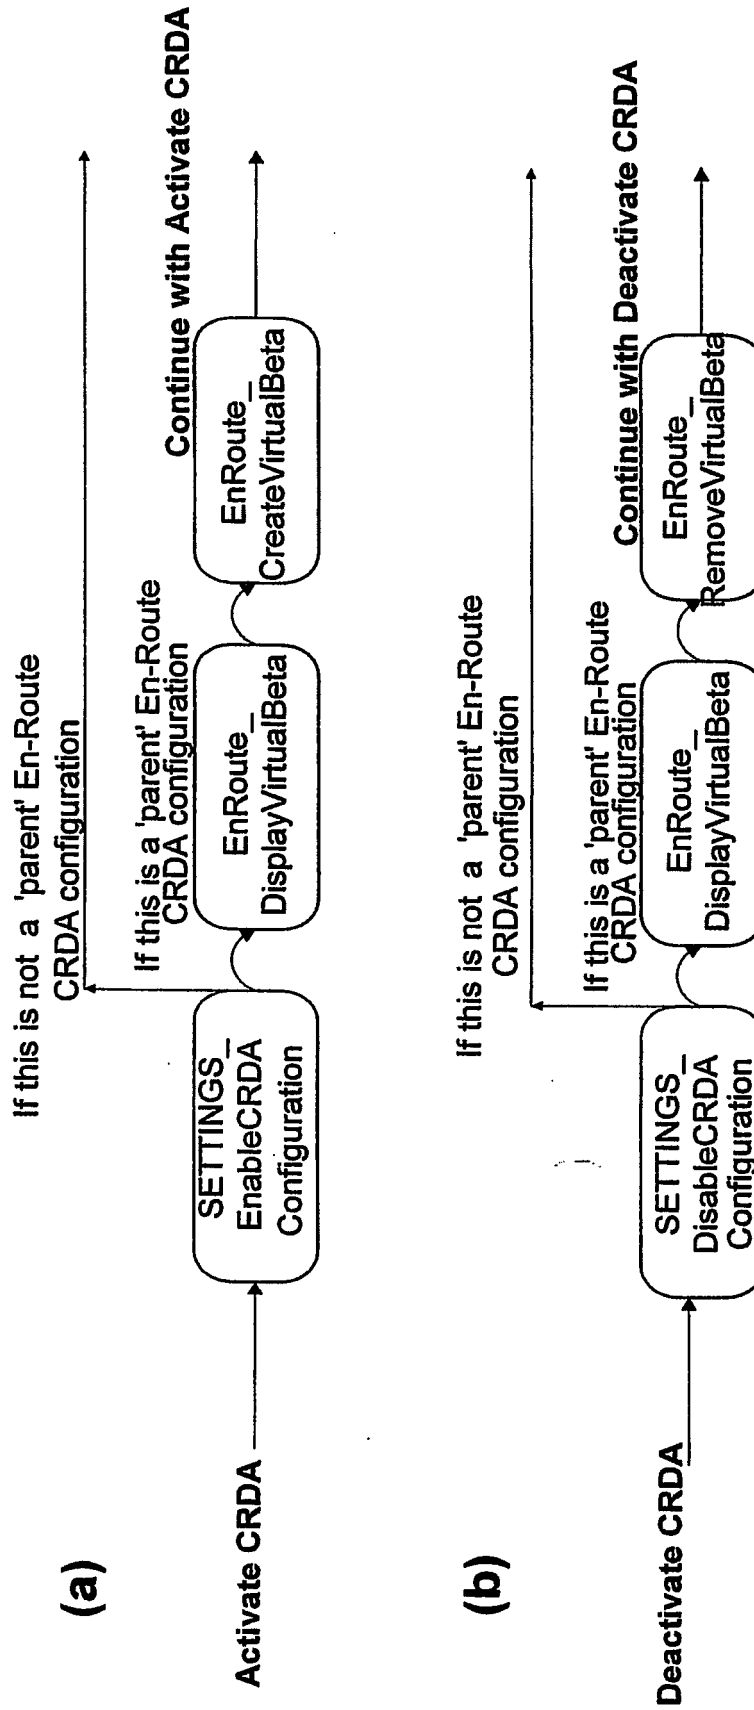 (a)
If this is not a 'parent' En-Route
CRDA configuration
Activate CRDA
SETTINGS_
EnableCRDA
Configuration
If this is a 'parent' En-Route
CRDA configuration
EnRoute_
DisplayVirtualBeta
EnRoute_
CreateVirtualBeta
Continue with Activate CRDA
(b)
If this is not a 'parent' En-Route
CRDA configuration
Deactivate CRDA
SETTINGS_
DisableCRDA
Configuration
If this is a 'parent' En-Route
CRDA configuration
EnRoute_
DisplayVirtualBeta
EnRoute_
RemoveVirtualBeta
Continue with Deactivate CRDA